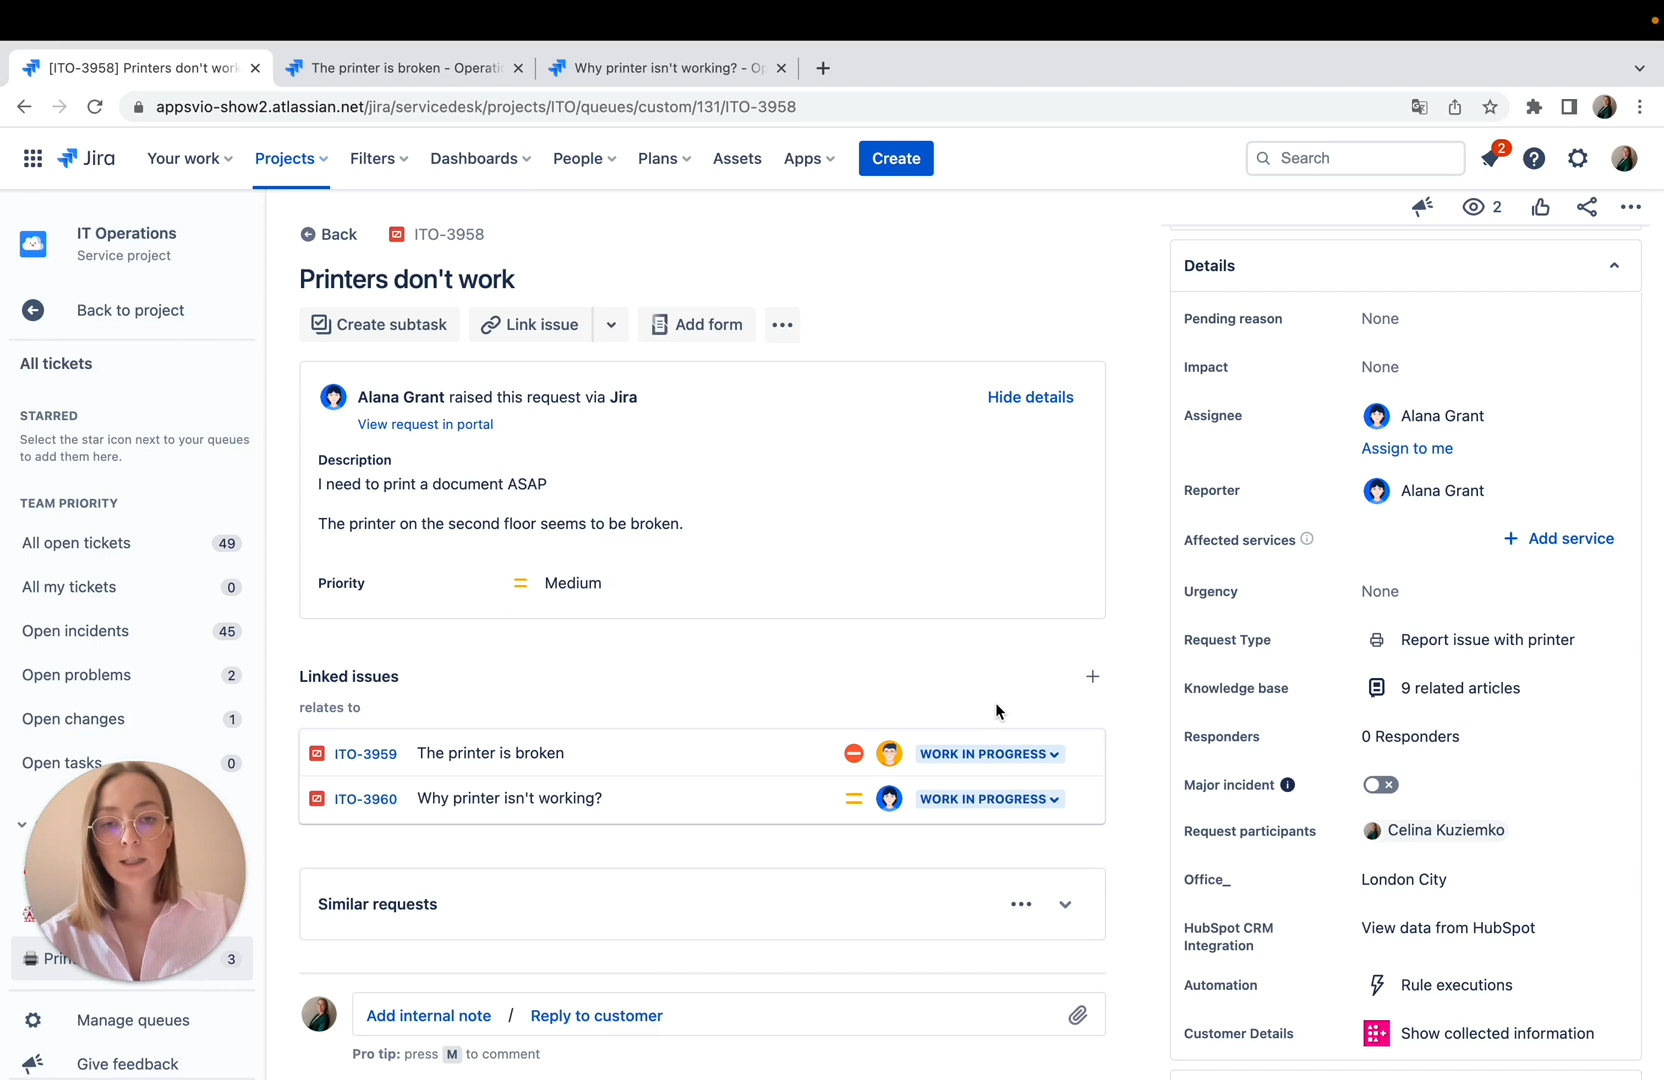 [ITO-3958] Printers don't work
The printer is broken - Operati
Why printer isn't working? - Op
appsvio-show2.atlassian.net/jira/servicedesk/projects/ITO/queues/custom/131/ITO-3958
Jira
Your work
Projects
Filters
Dashboards
People
Plans
Assets
Apps
Create
Search
2
IT Operations
Service project
Back to project
All tickets
STARRED
Select the star icon next to your queues
to add them here.
TEAM PRIORITY
All open tickets 49
All my tickets 0
Open incidents 45
Open problems 2
Open changes 1
Open tasks 0
Prin 3
Manage queues
Give feedback
Back
ITO-3958
Printers don't work
Create subtask
Link issue
Add form
Alana Grant raised this request via Jira
Hide details
View request in portal
Description
I need to print a document ASAP
The printer on the second floor seems to be broken.
Priority Medium
Linked issues
relates to
ITO-3959 The printer is broken WORK IN PROGRESS
ITO-3960 Why printer isn't working? WORK IN PROGRESS
Similar requests
Add internal note / Reply to customer
Pro tip: press M to comment
2
Details
Pending reason None
Impact None
Assignee Alana Grant
Assign to me
Reporter Alana Grant
Affected services + Add service
Urgency None
Request Type Report issue with printer
Knowledge base 9 related articles
Responders 0 Responders
Major incident
Request participants Celina Kuziemko
Office_ London City
HubSpot CRM
Integration
View data from HubSpot
Automation Rule executions
Customer Details Show collected information